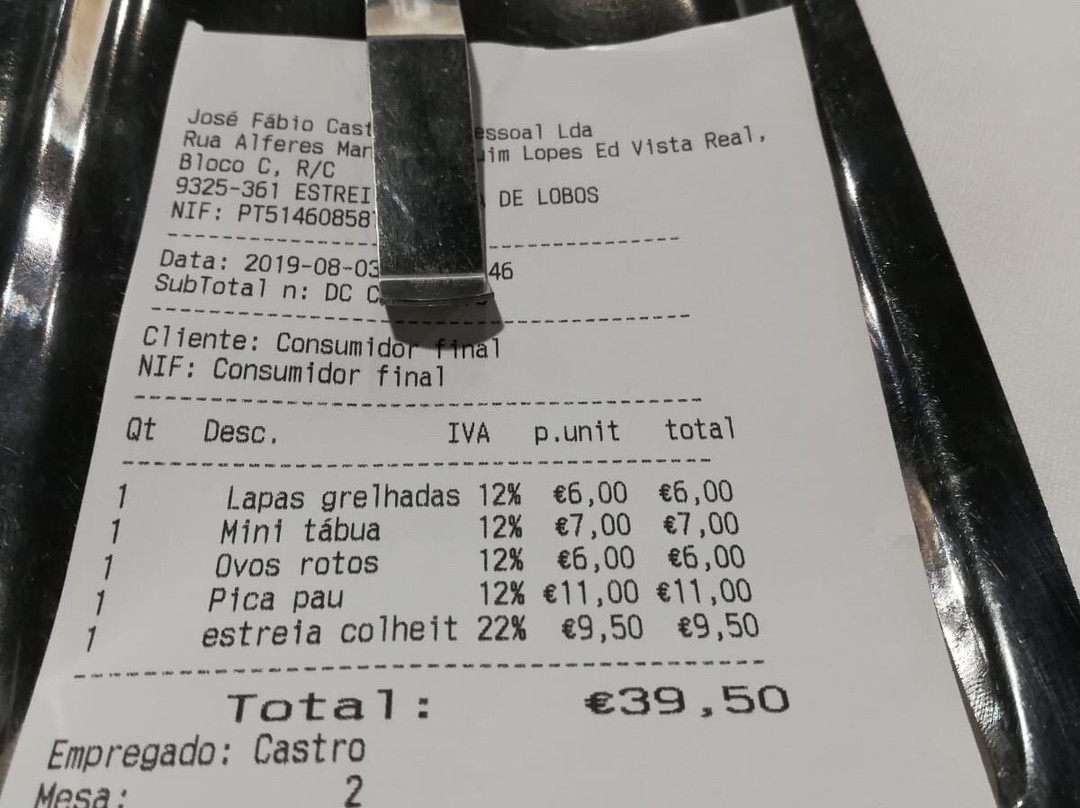 José Fábio Cast essoal Lda
Rua Alferes Mar im Lopes Ed Vista Real,
Bloco C, R/C
9325-361 ESTREI DE LOBOS
NIF: PT514608581
Data: 2019-08-03 46
SubTotal n: DC
Cliente: Consumidor final
NIF: Consumidor final
Qt Desc. IVA p.unit total
1 Lapas grelhadas 12% €6,00 €6,00
1 Mini tábua 12% €7,00 €7,00
1 Ovos rotos 12% €6,00 €6,00
1 Pica pau 12% €11,00 €11,00
1 estreia colheit 22% €9,50 €9,50
Total: €39,50
Empregado: Castro
Mesa: 2